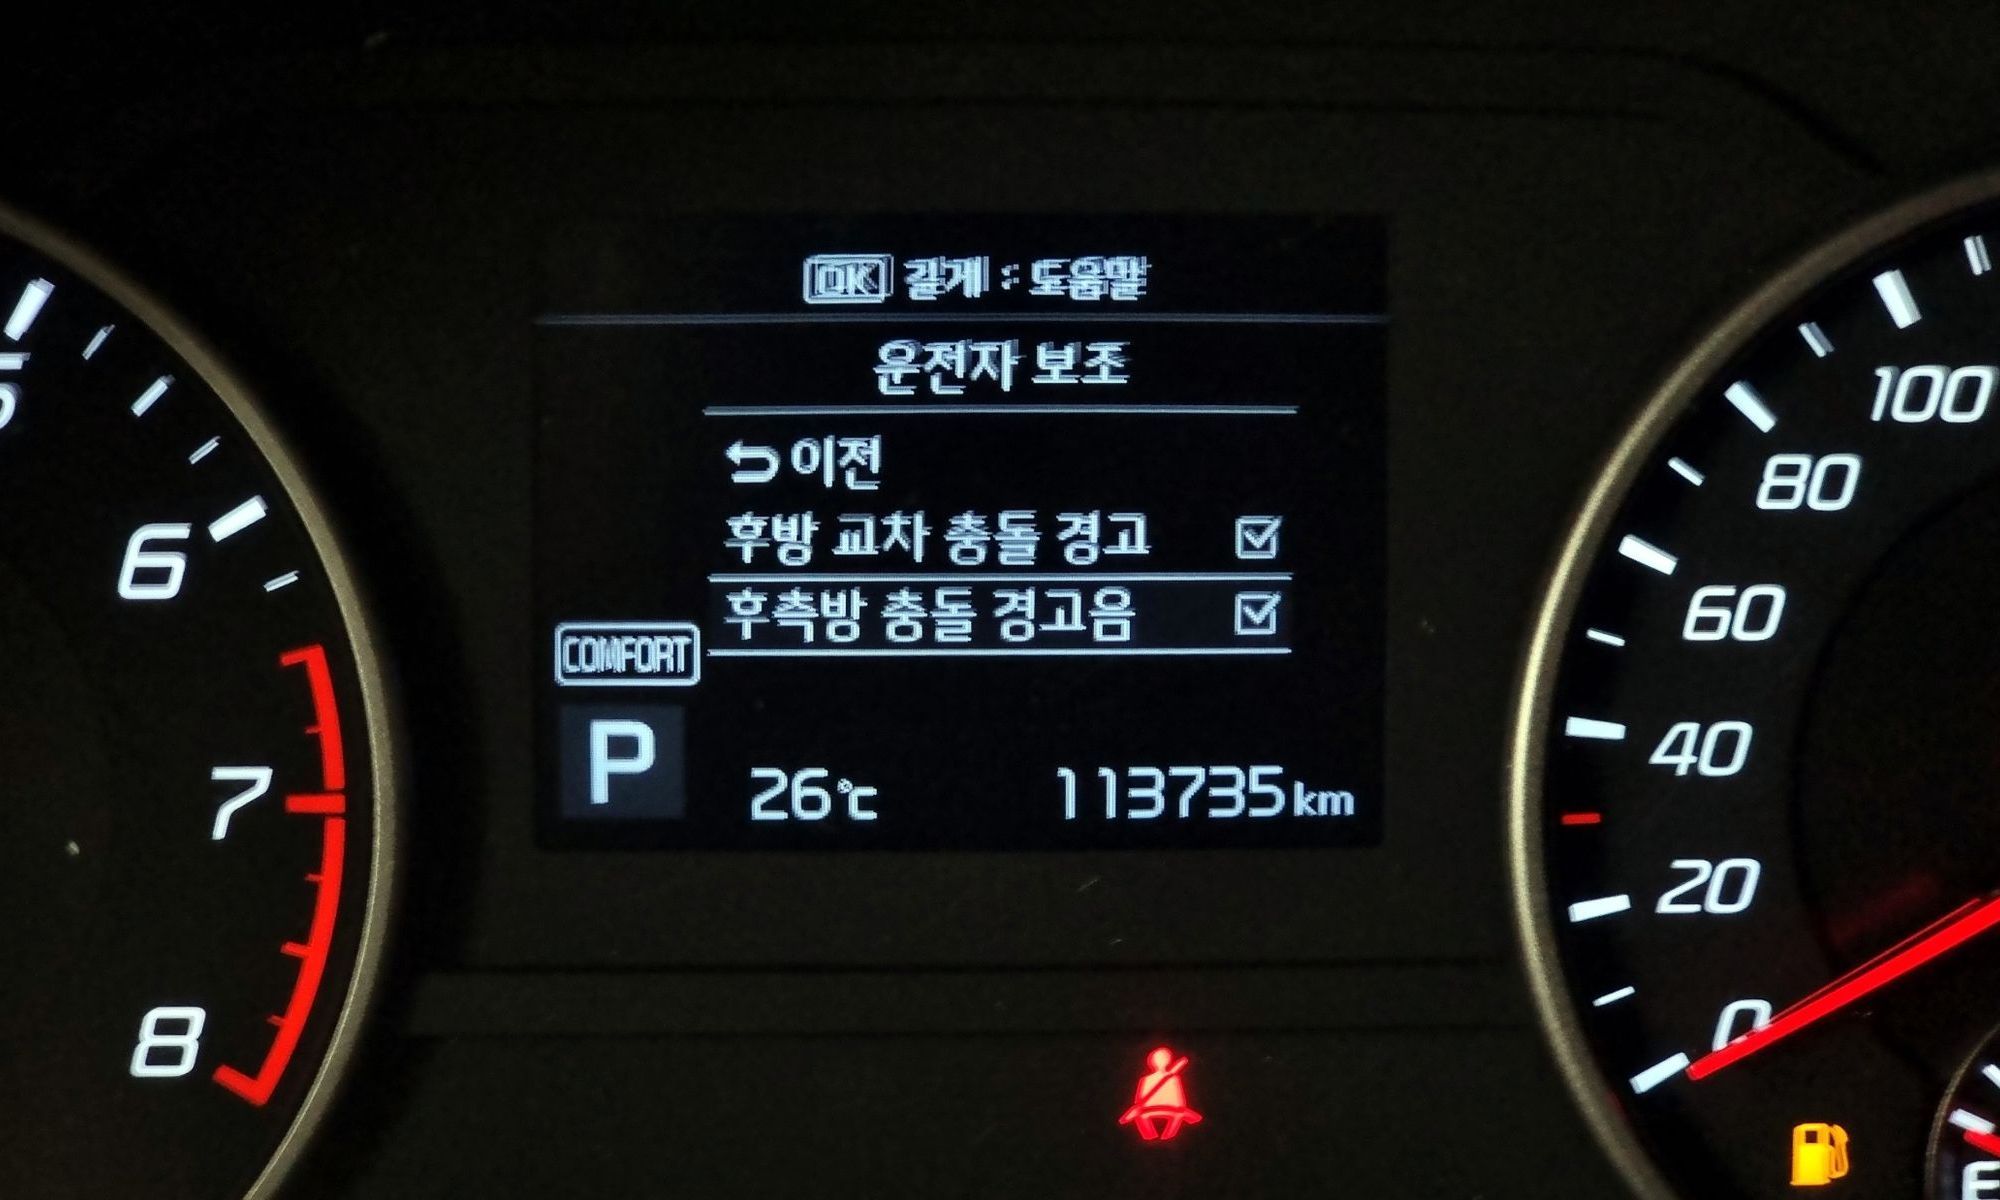 OK 길게 : 도움말
운전자 보조
이전
후방 교차 충돌 경고
후측방 충돌 경고음
COMFORT
P
26℃
113735 km
6
7
8
100
80
60
40
20
0
E